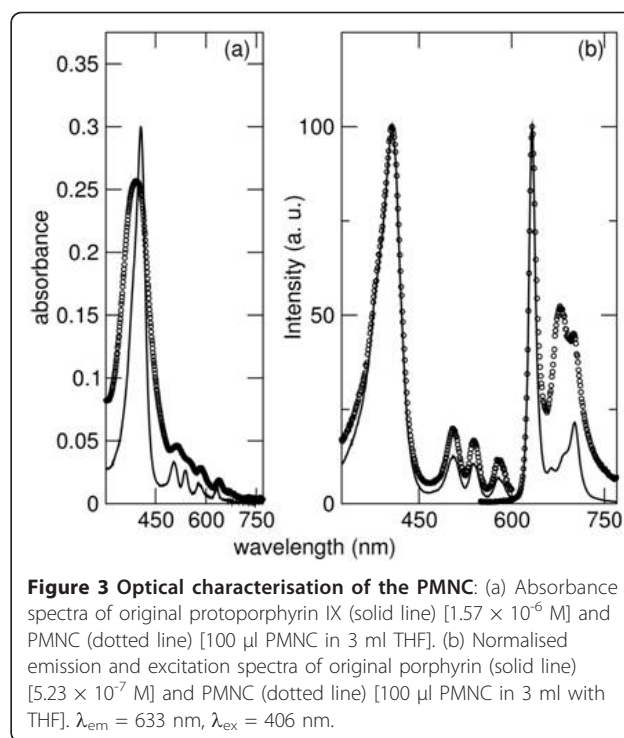 (a)
(b)
0.35
0.3
0.25
0.2
0.15
0.1
0.05
0
absorbance
450 600 750
100
50
0
Intensity (a. u.)
450 600 750
wavelength (nm)
Figure 3 Optical characterisation of the PMNC: (a) Absorbance
spectra of original protoporphyrin IX (solid line) [1.57 × 10⁻⁶ M] and
PMNC (dotted line) [100 μl PMNC in 3 ml THF]. (b) Normalised
emission and excitation spectra of original porphyrin (solid line)
[5.23 × 10⁻⁷ M] and PMNC (dotted line) [100 μl PMNC in 3 ml with
THF]. λem = 633 nm, λex = 406 nm.